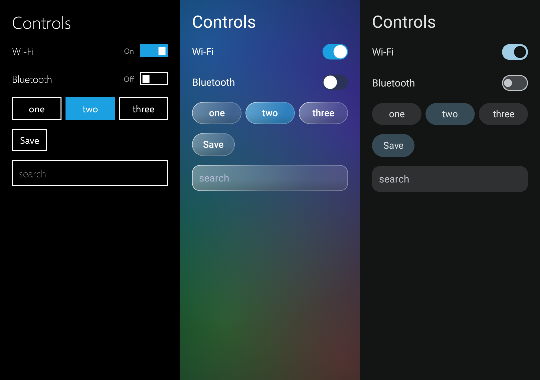 Controls
Wi-Fi On
Bluetooth Off
one two three
Save
search
Controls
Wi-Fi
Bluetooth
one two three
Save
search
Controls
Wi-Fi
Bluetooth
one two three
Save
search